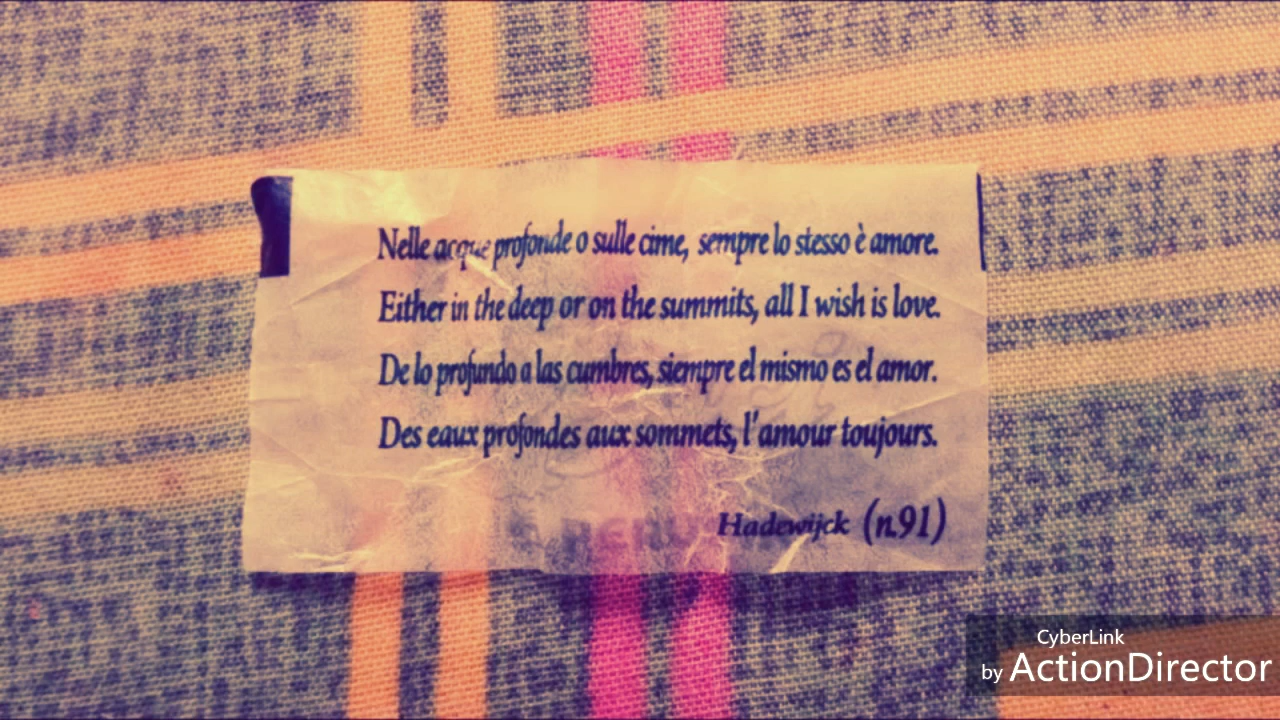 Nelle acque profonde o sulle cime, sempre lo stesso è amore.
Either in the deep or on the summits, all I wish is love.
De lo profundo a las cumbres, siempre el mismo es el amor.
Des eaux profondes aux sommets, l'amour toujours.
Hadewijck (n.91)
CyberLink
by ActionDirector